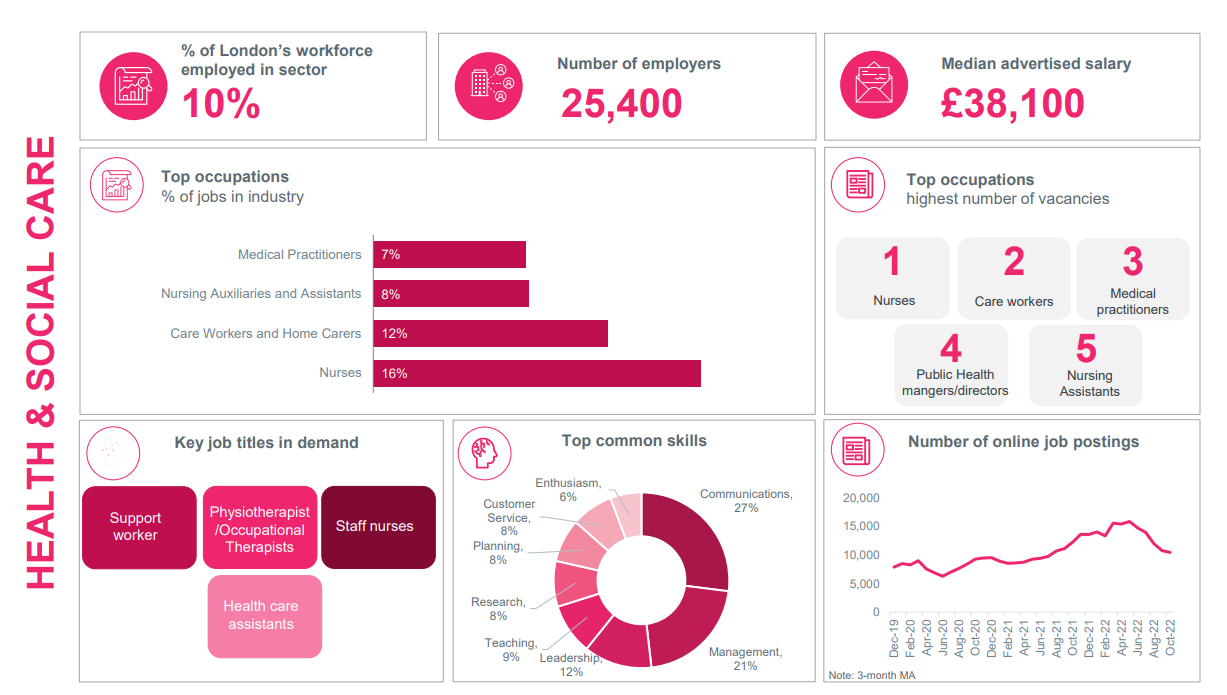 HEALTH & SOCIAL CARE
% of London's workforce
employed in sector
10%
Number of employers
25,400
Median advertised salary
£38,100
Top occupations
% of jobs in industry
Medical Practitioners
7%
Nursing Auxiliaries and Assistants
8%
Care Workers and Home Carers
12%
Nurses
16%
Top occupations
highest number of vacancies
1
Nurses
2
Care workers
3
Medical
practitioners
4
Public Health
mangers/directors
5
Nursing
Assistants
Key job titles in demand
Support
worker
Physiotherapist
/Occupational
Therapists
Staff nurses
Health care
assistants
Top common skills
Communications,
27%
Management,
21%
Leadership,
12%
Teaching,
9%
Research,
8%
Planning,
8%
Customer
Service,
8%
Enthusiasm,
6%
Number of online job postings
20,000
15,000
10,000
5,000
0
Dec-19
Feb-20
Apr-20
Jun-20
Aug-20
Oct-20
Dec-20
Feb-21
Apr-21
Jun-21
Aug-21
Oct-21
Dec-21
Feb-22
Apr-22
Jun-22
Aug-22
Oct-22
Note: 3-month MA